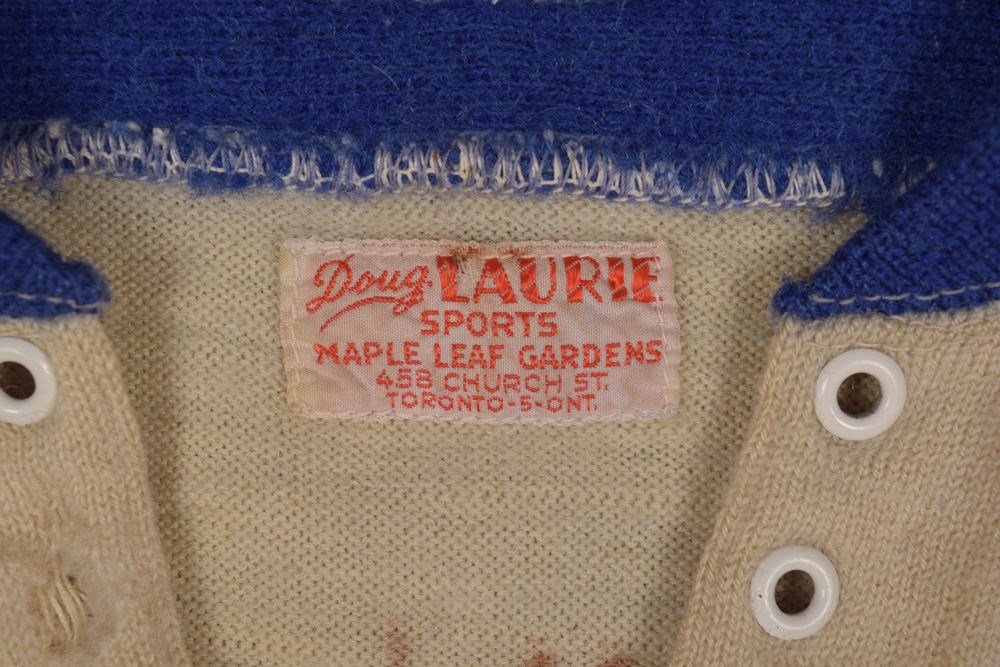 Doug LAURIE
SPORTS
MAPLE LEAF GARDENS
458 CHURCH ST.
TORONTO-5-ONT.